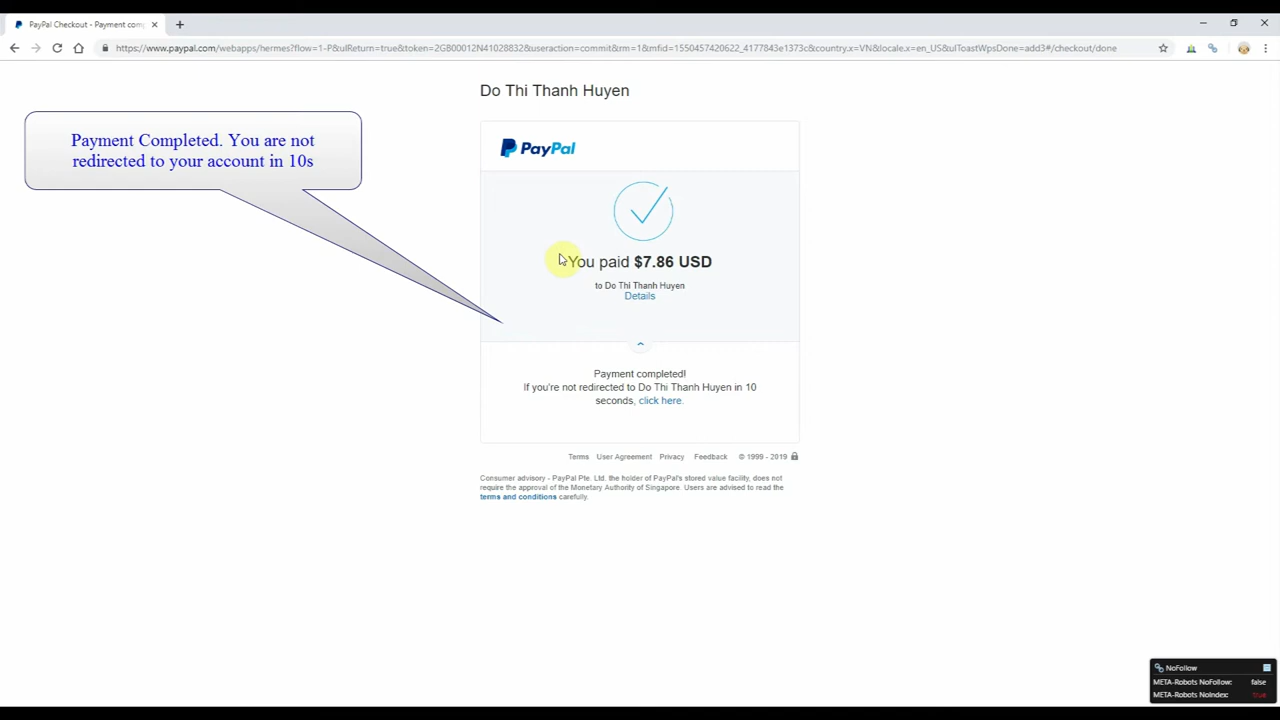 PayPal Checkout - Payment com
https://www.paypal.com/webapps/hermes?flow=1-P&ulReturn=true&token=2GB00012N41028832&useraction=commit&rm=1&mfid=1550457420622_4177843e1373c&country.x=VN&locale.x=en_US&ulToastWpsDone=add3#/checkout/done
Do Thi Thanh Huyen
Payment Completed. You are not
redirected to your account in 10s
PayPal
You paid $7.86 USD
to Do Thi Thanh Huyen
Details
Payment completed!
If you're not redirected to Do Thi Thanh Huyen in 10
seconds, click here.
Terms User Agreement Privacy Feedback © 1999 - 2019
Consumer advisory - PayPal Pte. Ltd. the holder of PayPal's stored value facility, does not
require the approval of the Monetary Authority of Singapore. Users are advised to read the
terms and conditions carefully.
NoFollow
META-Robots NoFollow: false
META-Robots NoIndex: true